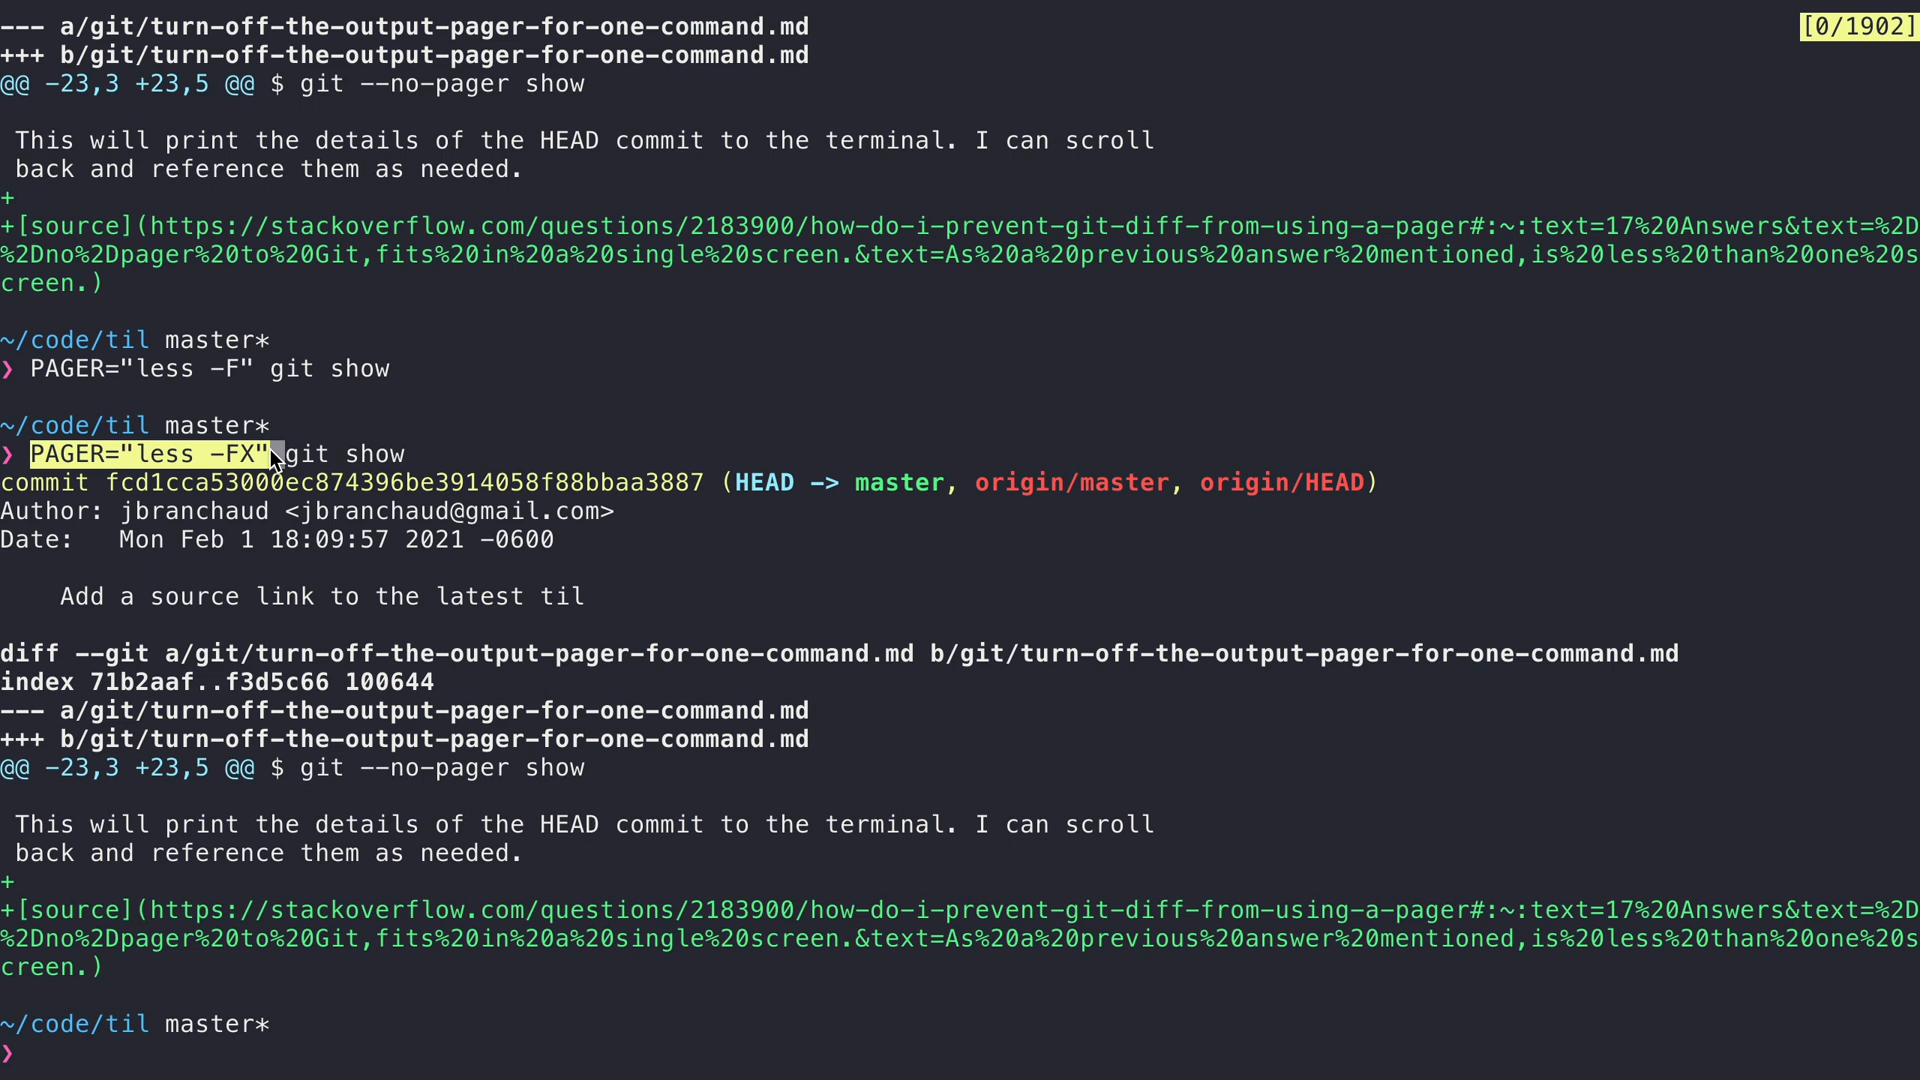 --- a/git/turn-off-the-output-pager-for-one-command.md [0/1902]
+++ b/git/turn-off-the-output-pager-for-one-command.md
@@ -23,3 +23,5 @@ $ git --no-pager show
This will print the details of the HEAD commit to the terminal. I can scroll
back and reference them as needed.
+
+[source](https://stackoverflow.com/questions/2183900/how-do-i-prevent-git-diff-from-using-a-pager#:~:text=17%20Answers&text=%2D
%2Dno%2Dpager%20to%20Git,fits%20in%20a%20single%20screen.&text=As%20a%20previous%20answer%20mentioned,is%20less%20than%20one%20s
creen.)
~/code/til master*
❯ PAGER="less -F" git show
~/code/til master*
❯ PAGER="less -FX" git show
commit fcd1cca53000ec874396be3914058f88bbaa3887 (HEAD -> master, origin/master, origin/HEAD)
Author: jbranchaud <jbranchaud@gmail.com>
Date:   Mon Feb 1 18:09:57 2021 -0600
Add a source link to the latest til
diff --git a/git/turn-off-the-output-pager-for-one-command.md b/git/turn-off-the-output-pager-for-one-command.md
index 71b2aaf..f3d5c66 100644
--- a/git/turn-off-the-output-pager-for-one-command.md
+++ b/git/turn-off-the-output-pager-for-one-command.md
@@ -23,3 +23,5 @@ $ git --no-pager show
This will print the details of the HEAD commit to the terminal. I can scroll
back and reference them as needed.
+
+[source](https://stackoverflow.com/questions/2183900/how-do-i-prevent-git-diff-from-using-a-pager#:~:text=17%20Answers&text=%2D
%2Dno%2Dpager%20to%20Git,fits%20in%20a%20single%20screen.&text=As%20a%20previous%20answer%20mentioned,is%20less%20than%20one%20s
creen.)
~/code/til master*
❯